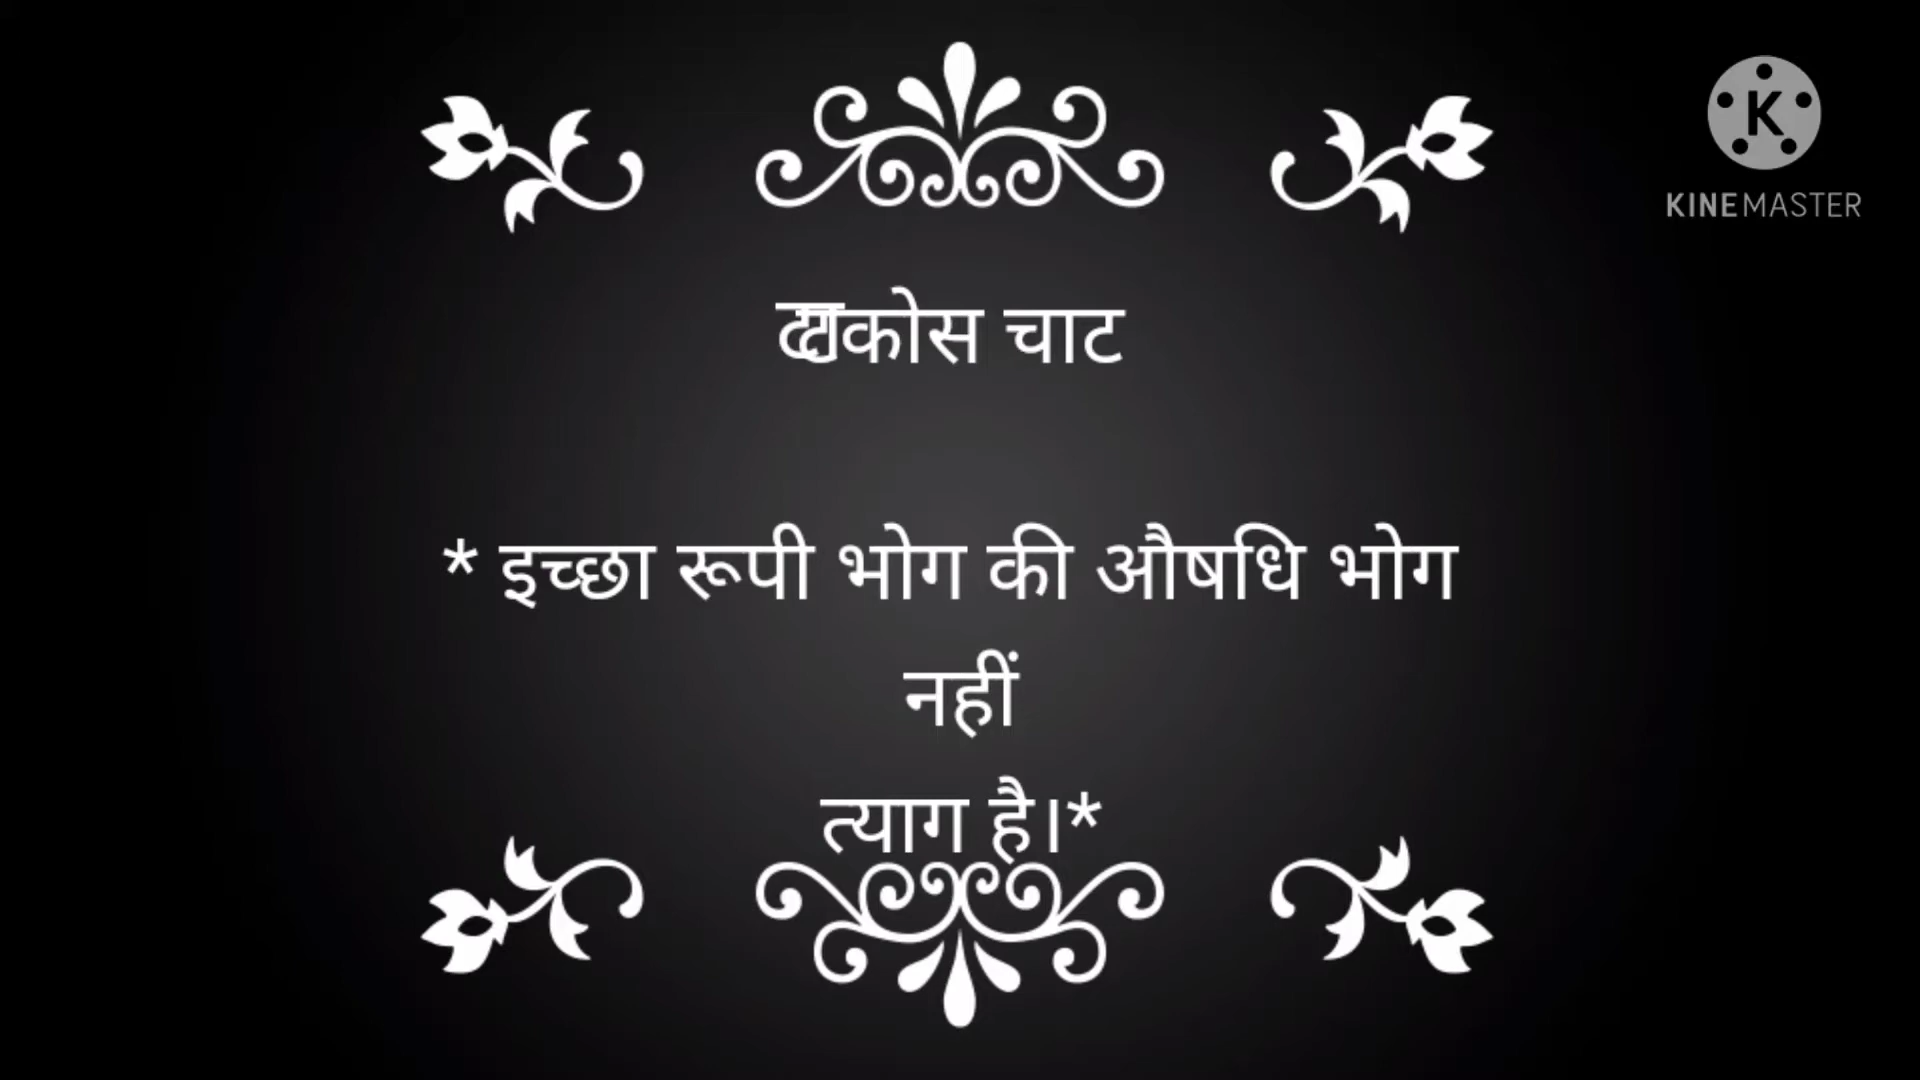 KINEMASTER
चाट
* इच्छा रूपी भोग की औषधि भोग
नहीं
त्याग है।*